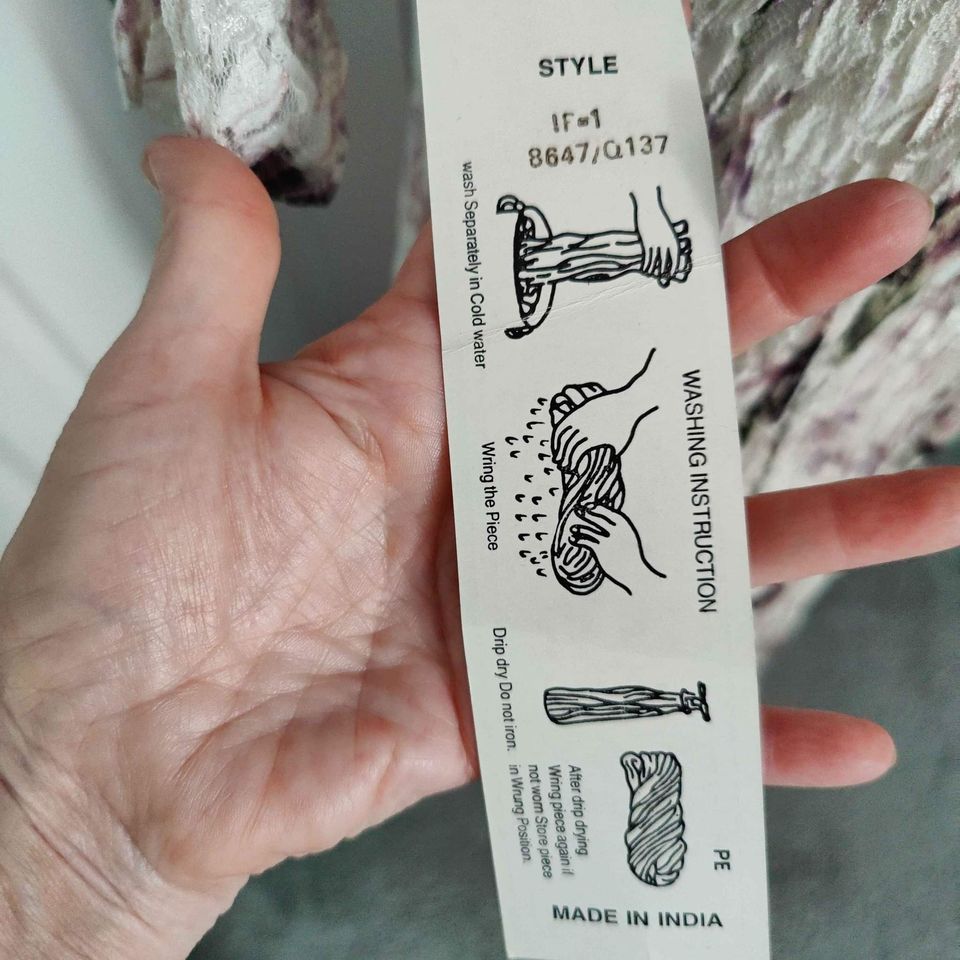 STYLE
IF=1
8647/Q137
WASHING INSTRUCTION
wash Separately in Cold water
Wring the Piece
Drip dry Do not iron.
After drip drying
Wring piece again if
not worn Store piece
in Wrung Position.
PE
MADE IN INDIA